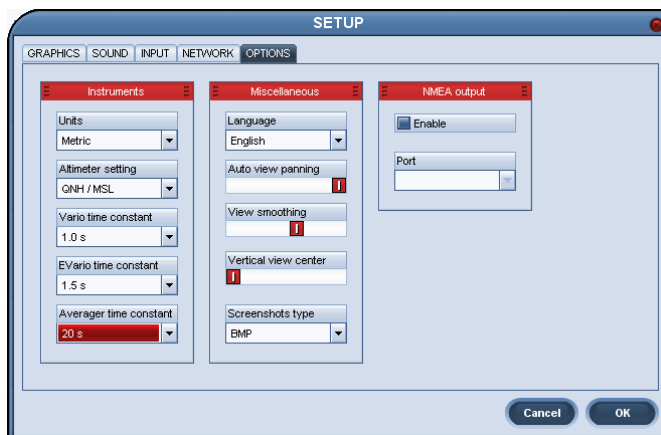 SETUP
GRAPHICS SOUND INPUT NETWORK OPTIONS
Instruments
Units
Metric
Altimeter setting
QNH / MSL
Vario time constant
1.0 s
EVario time constant
1.5 s
Averager time constant
20 s
Miscellaneous
Language
English
Auto view panning
View smoothing
Vertical view center
Screenshots type
BMP
NMEA output
Enable
Port
Cancel OK